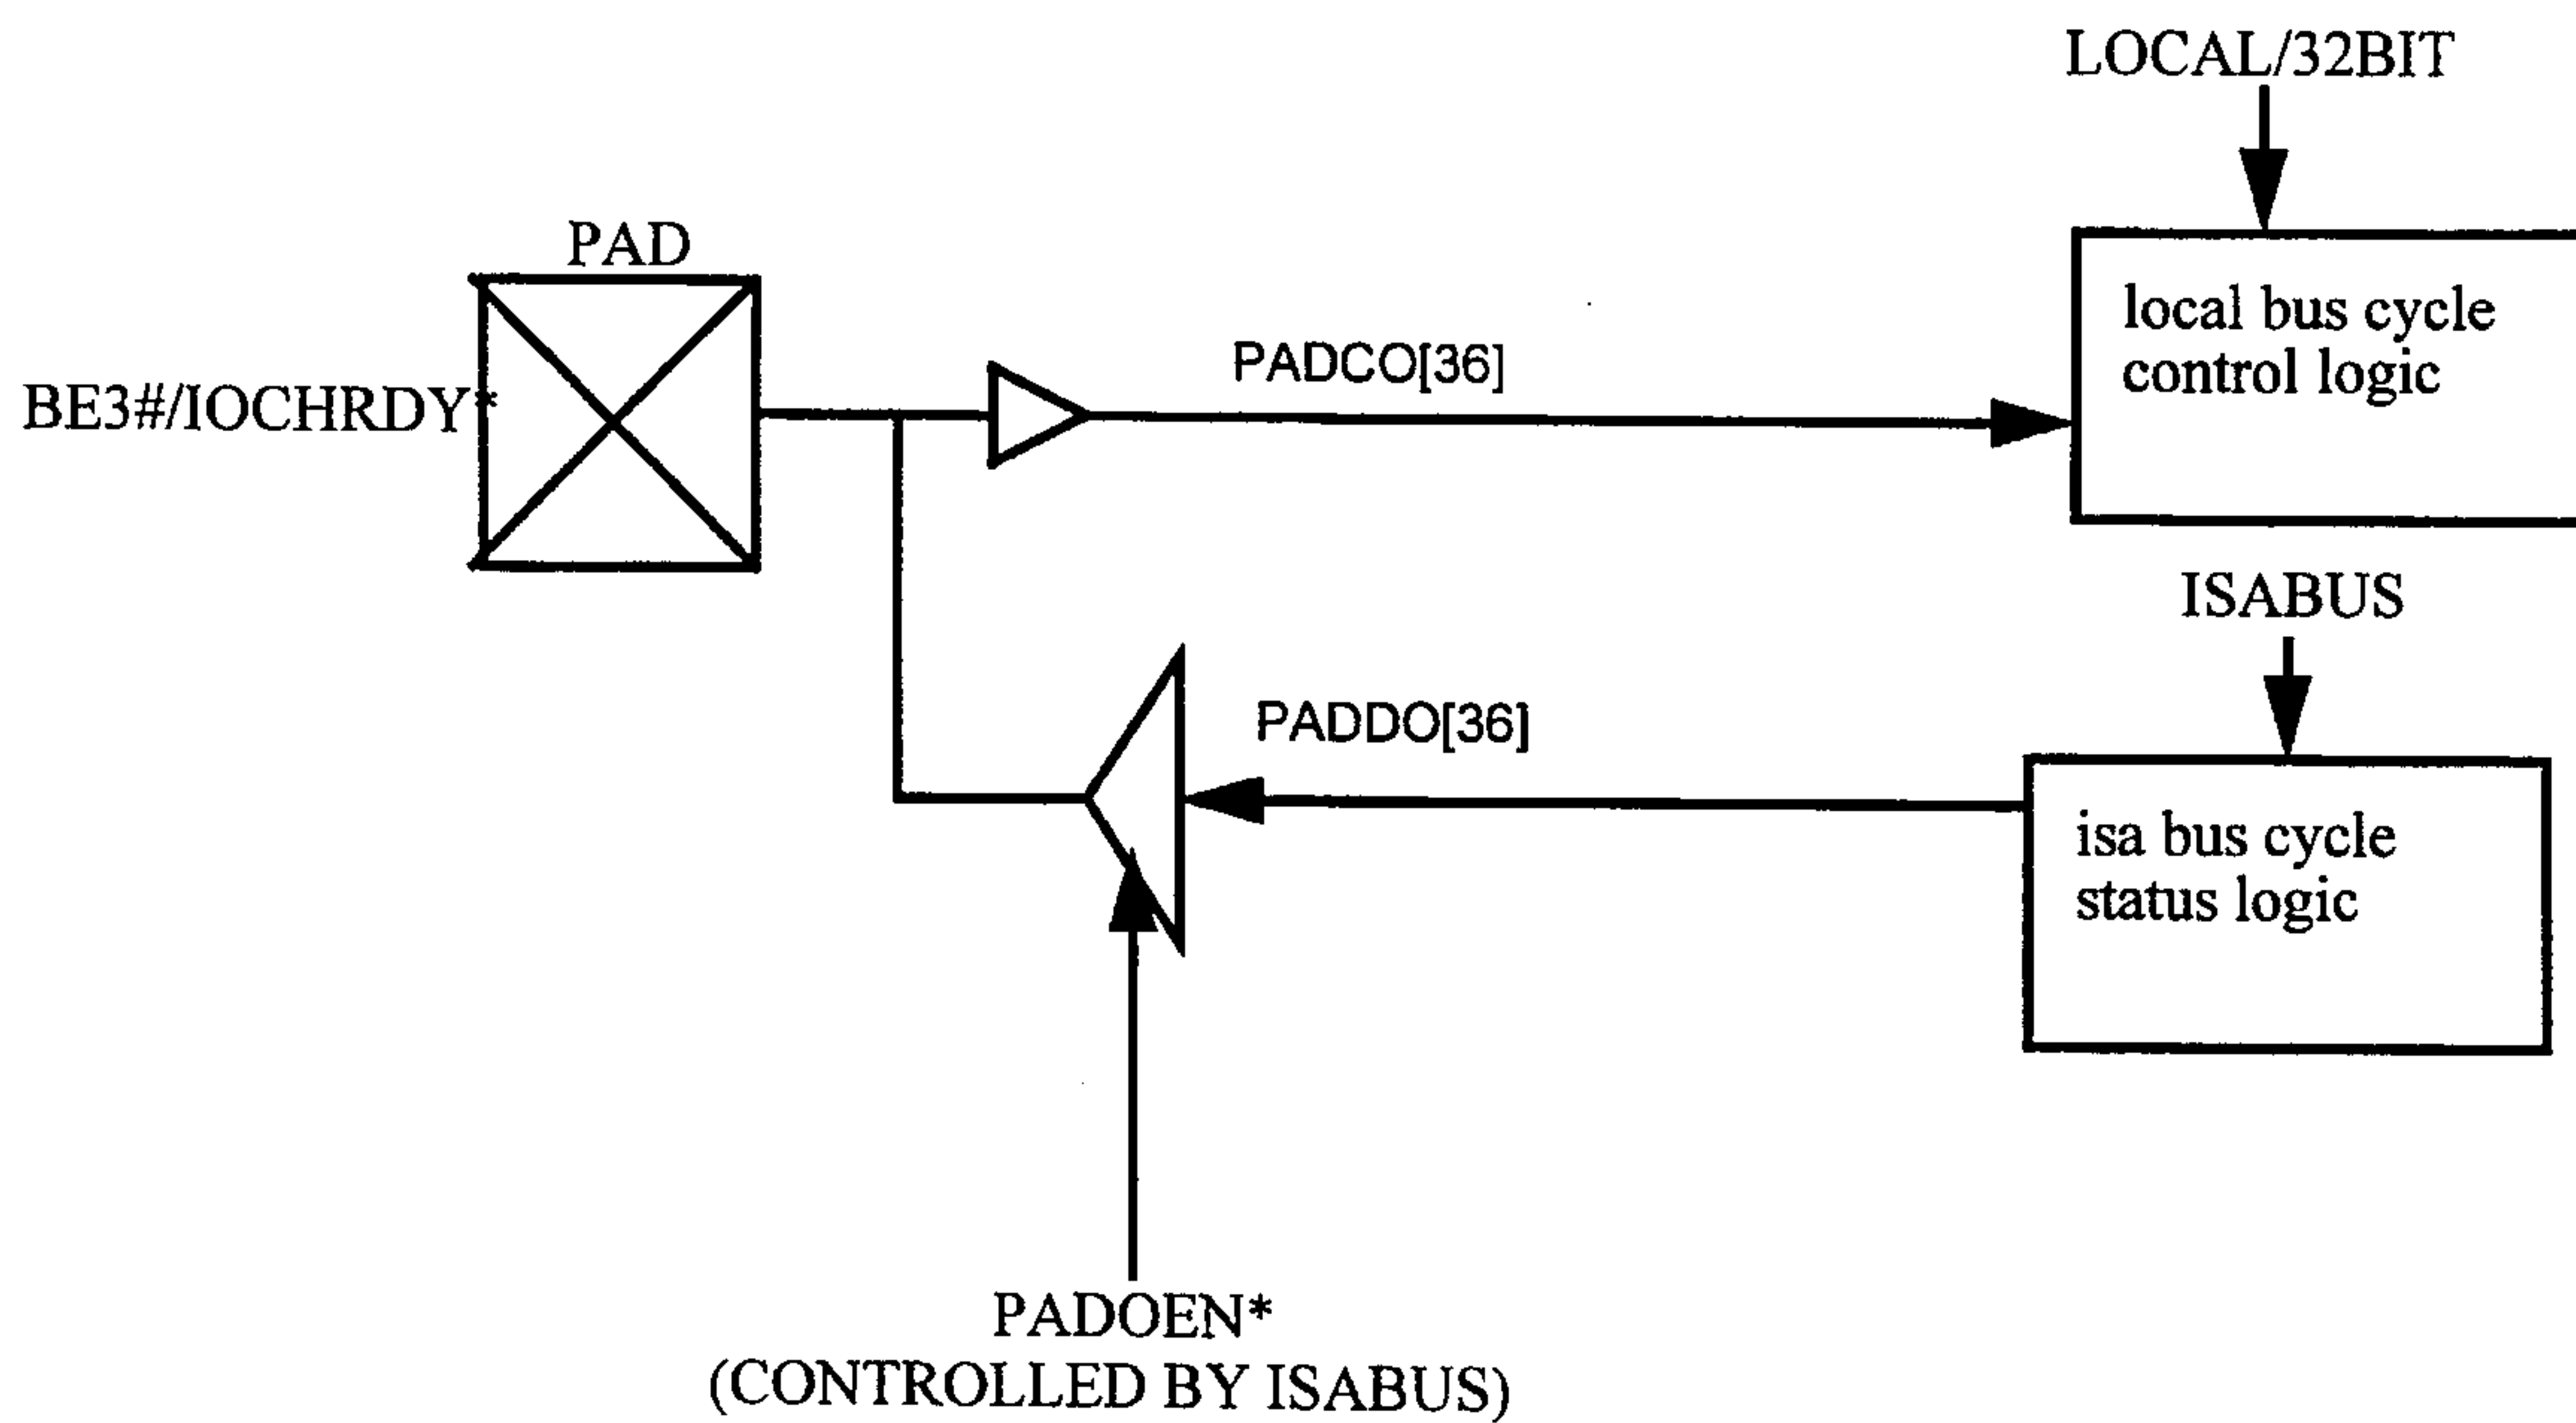 LOCAL/32BIT
PAD
BE3#/IOCHRDY*
PADCO[36]
local bus cycle
control logic
ISABUS
PADDO[36]
isa bus cycle
status logic
PADOEN*
(CONTROLLED BY ISABUS)